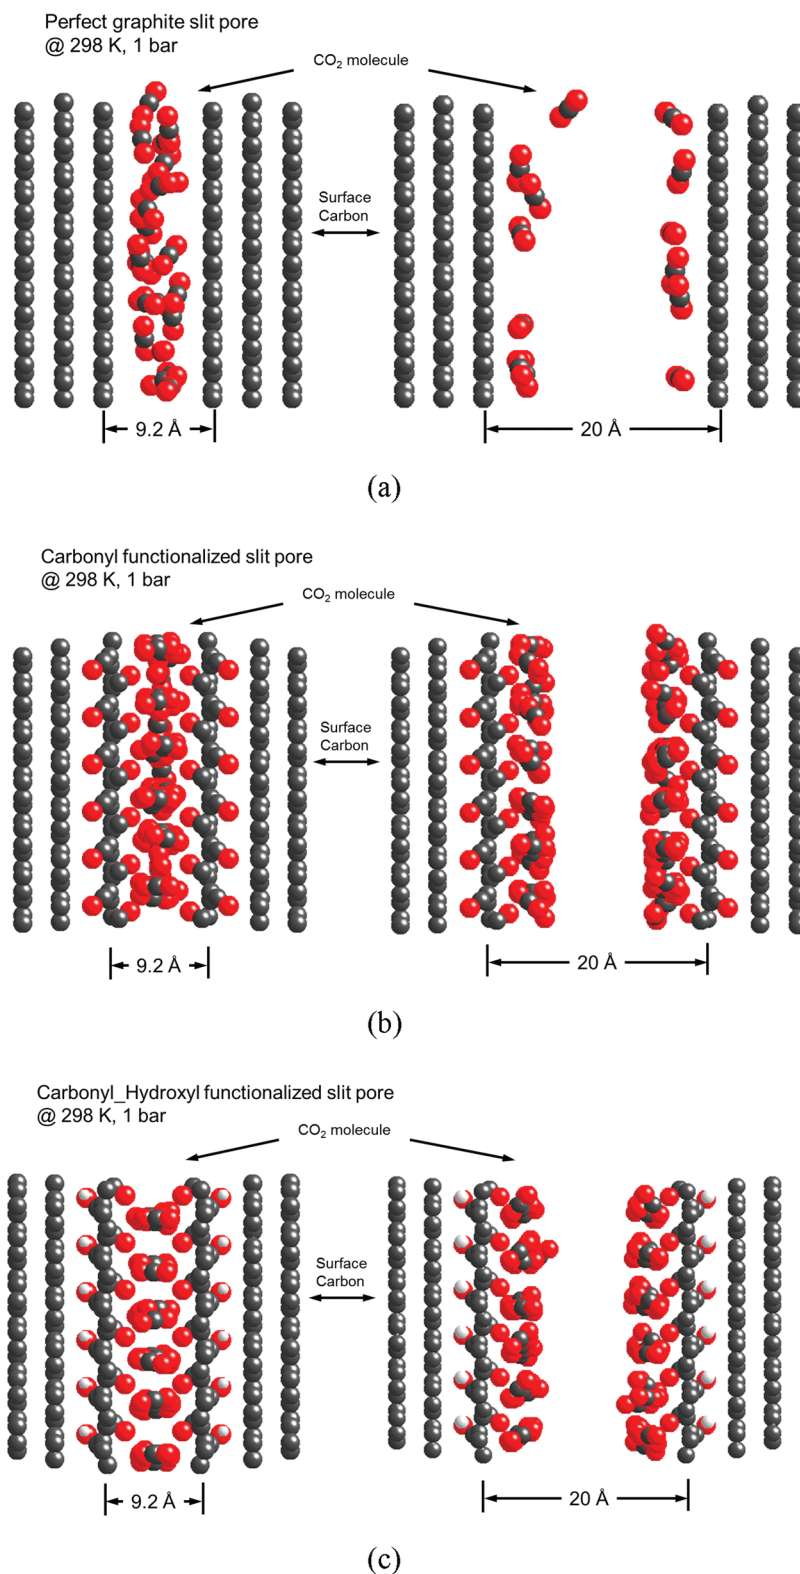 Perfect graphite slit pore
@ 298 K, 1 bar
CO₂ molecule
Surface
Carbon
9.2 Å
20 Å
(a)
Carbonyl functionalized slit pore
@ 298 K, 1 bar
CO₂ molecule
Surface
Carbon
9.2 Å
20 Å
(b)
Carbonyl_Hydroxyl functionalized slit pore
@ 298 K, 1 bar
CO₂ molecule
Surface
Carbon
9.2 Å
20 Å
(c)